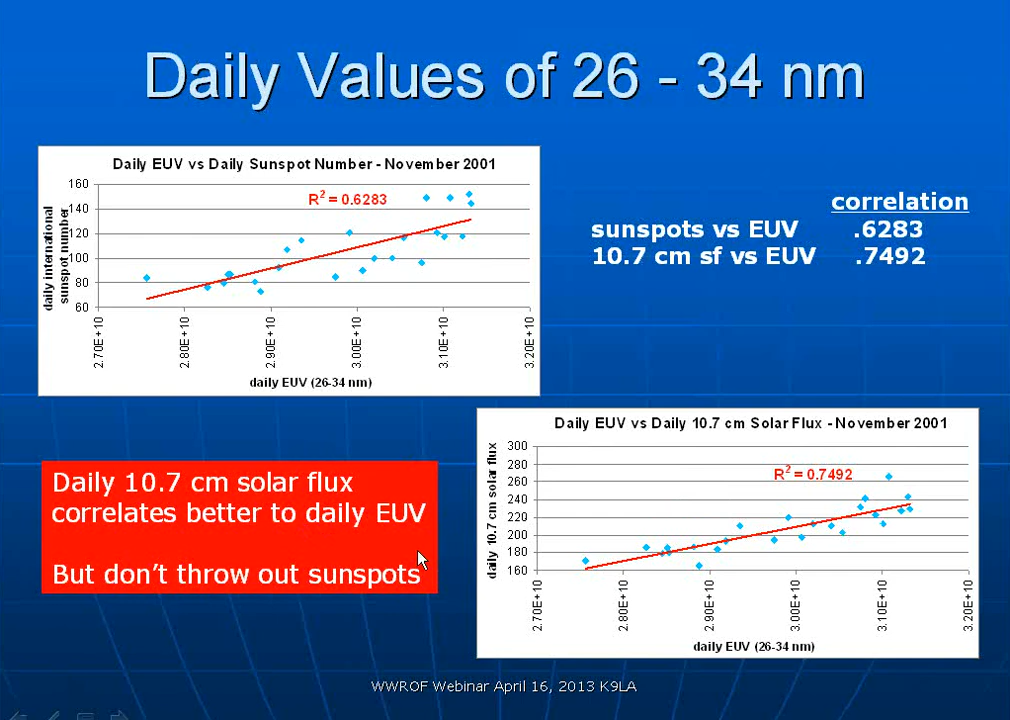 Daily Values of 26 - 34 nm
Daily EUV vs Daily Sunspot Number - November 2001
R2 = 0.6283
daily international
sunspot number
160
140
120
100
80
60
2.70E+10
2.80E+10
2.90E+10
3.00E+10
3.10E+10
3.20E+10
daily EUV (26-34 nm)
correlation
sunspots vs EUV .6283
10.7 cm sf vs EUV .7492
Daily 10.7 cm solar flux
correlates better to daily EUV
But don't throw out sunspots
Daily EUV vs Daily 10.7 cm Solar Flux - November 2001
R2 = 0.7492
daily 10.7 cm solar flux
300
280
260
240
220
200
180
160
2.70E+10
2.80E+10
2.90E+10
3.00E+10
3.10E+10
3.20E+10
daily EUV (26-34 nm)
WWROF Webinar April 16, 2013 K9LA